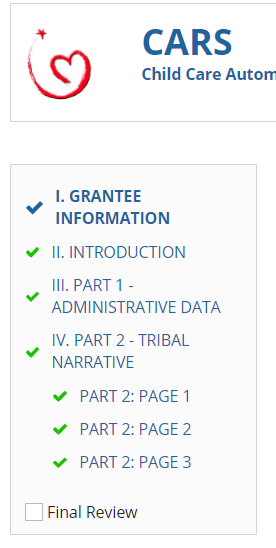 CARS
Child Care Autom
I. GRANTEE
INFORMATION
II. INTRODUCTION
III. PART 1 -
ADMINISTRATIVE DATA
IV. PART 2 - TRIBAL
NARRATIVE
PART 2: PAGE 1
PART 2: PAGE 2
PART 2: PAGE 3
Final Review